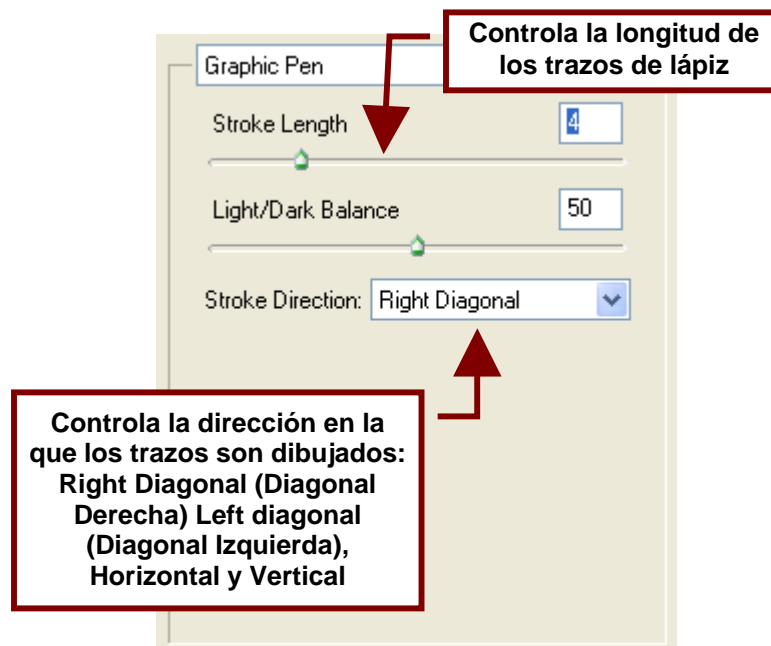 Controla la longitud de
los trazos de lápiz
Graphic Pen
Stroke Length
4
Light/Dark Balance
50
Stroke Direction:
Right Diagonal
Controla la dirección en la
que los trazos son dibujados:
Right Diagonal (Diagonal
Derecha) Left diagonal
(Diagonal Izquierda),
Horizontal y Vertical